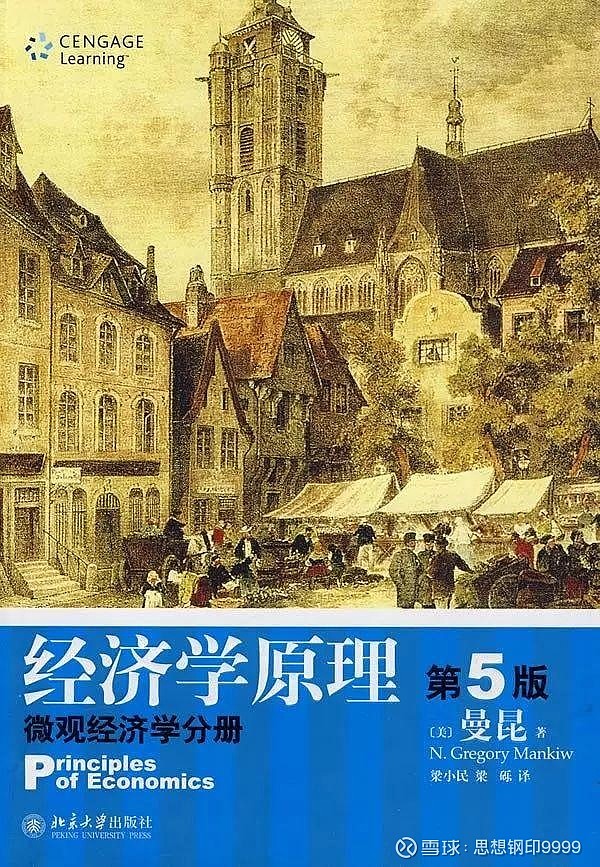 CENGAGE
Learning™
经济学原理
第5版
微观经济学分册
[美] 曼昆 著
N. Gregory Mankiw
Principles
of Economics
梁小民 梁 砾 译
北京大学出版社
PEKING UNIVERSITY PRESS
雪球：思想钢印9999